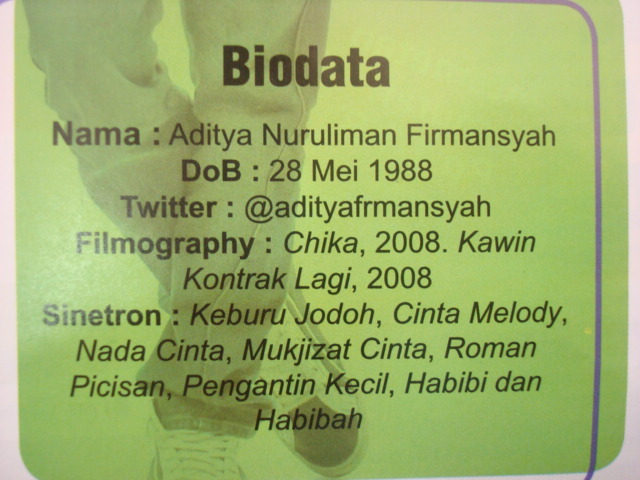 Biodata
Nama : Aditya Nuruliman Firmansyah
DoB : 28 Mei 1988
Twitter : @adityafrmansyah
Filmography : Chika, 2008. Kawin
Kontrak Lagi, 2008
Sinetron : Keburu Jodoh, Cinta Melody,
Nada Cinta, Mukjizat Cinta, Roman
Picisan, Pengantin Kecil, Habibi dan
Habibah